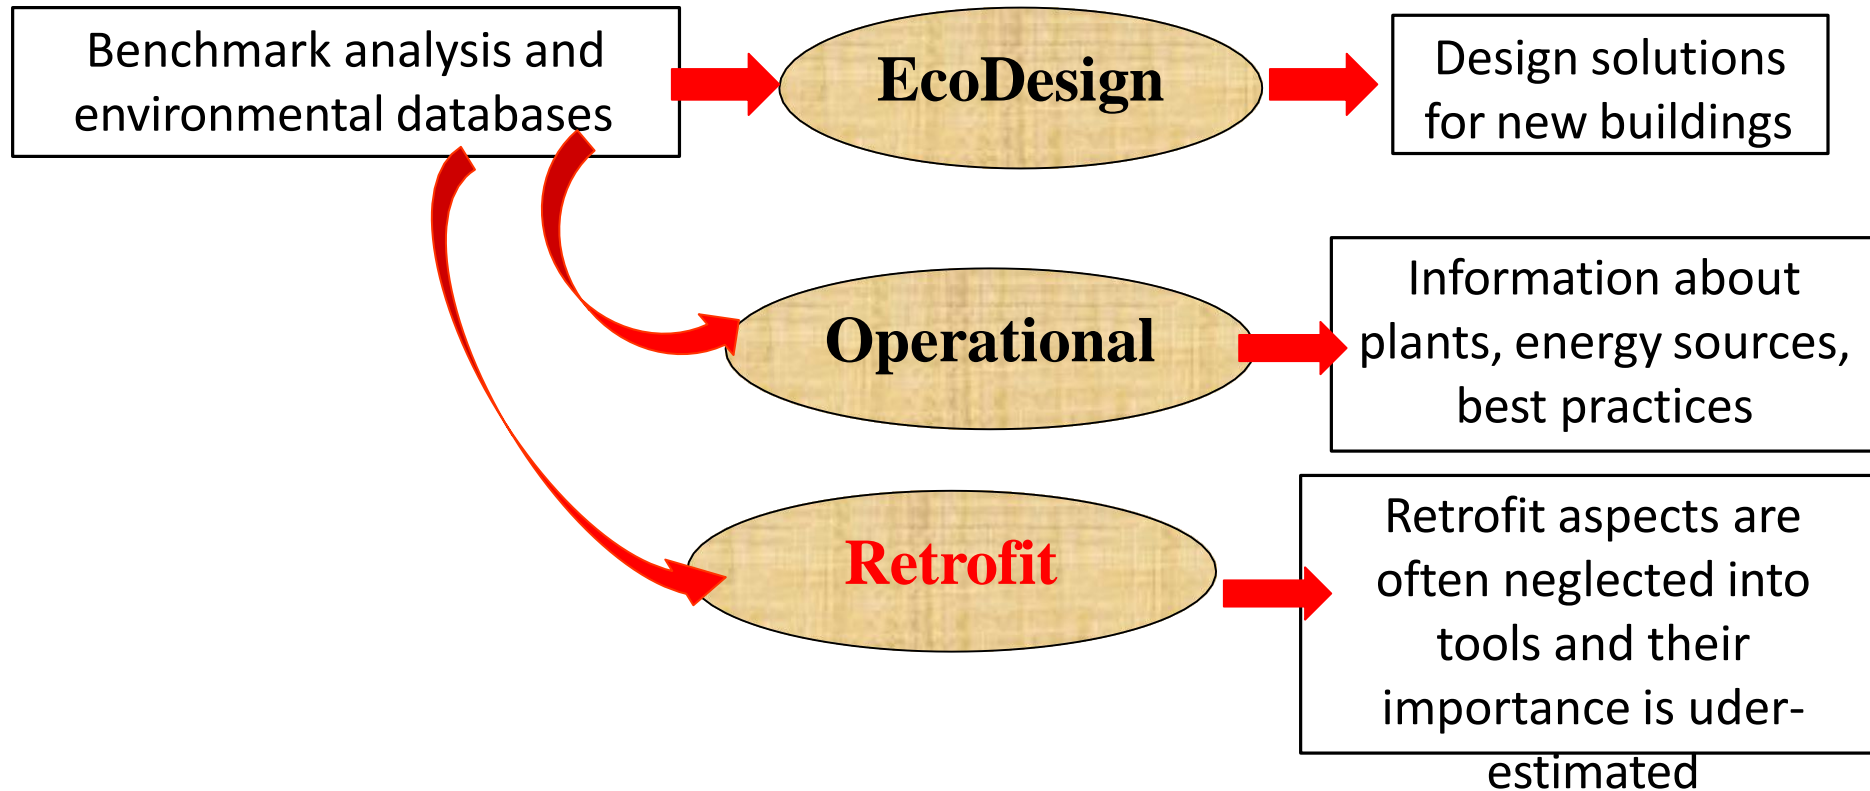 Benchmark analysis and
environmental databases
EcoDesign
Design solutions
for new buildings
Operational
Information about
plants, energy sources,
best practices
Retrofit
Retrofit aspects are
often neglected into
tools and their
importance is uder-
estimated